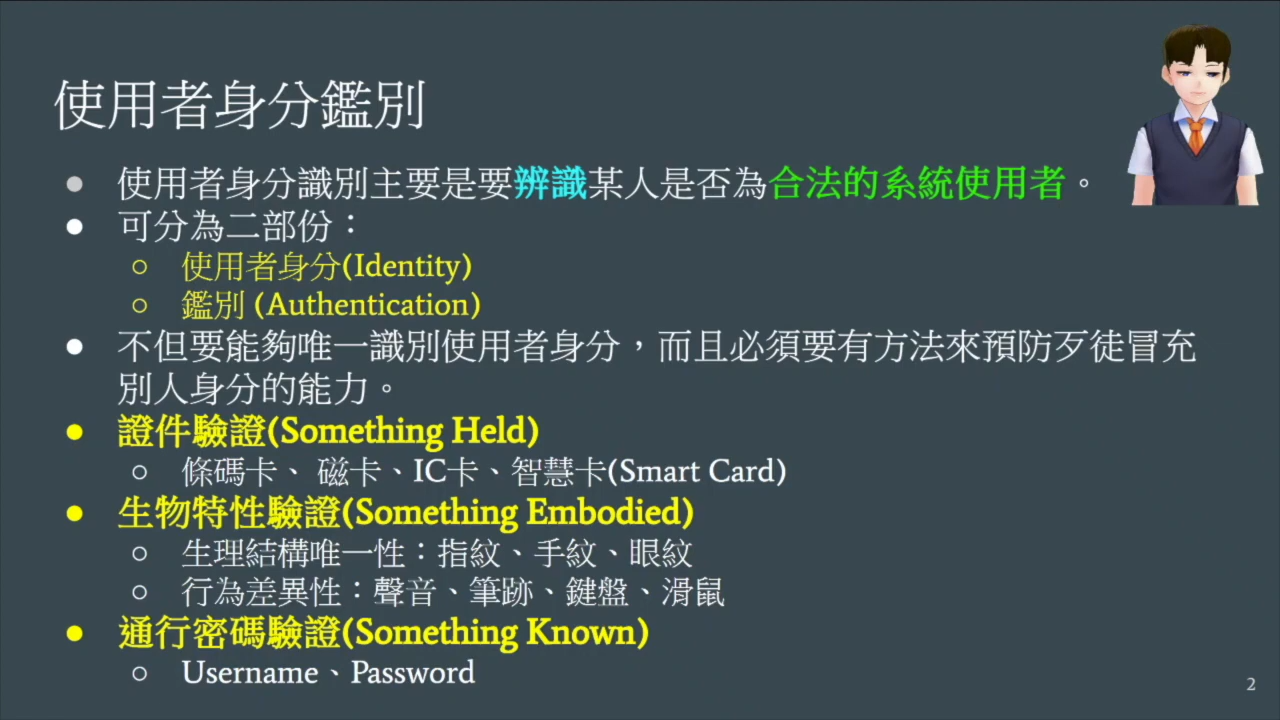 使用者身分鑑別
● 使用者身分識別主要是要辨識某人是否為合法的系統使用者。
● 可分為二部份：
○ 使用者身分(Identity)
○ 鑑別 (Authentication)
● 不但要能夠唯一識別使用者身分，而且必須要有方法來預防歹徒冒充
別人身分的能力。
● 證件驗證(Something Held)
○ 條碼卡、 磁卡、IC卡、智慧卡(Smart Card)
● 生物特性驗證(Something Embodied)
○ 生理結構唯一性：指紋、手紋、眼紋
○ 行為差異性：聲音、筆跡、鍵盤、滑鼠
● 通行密碼驗證(Something Known)
○ Username、Password
2